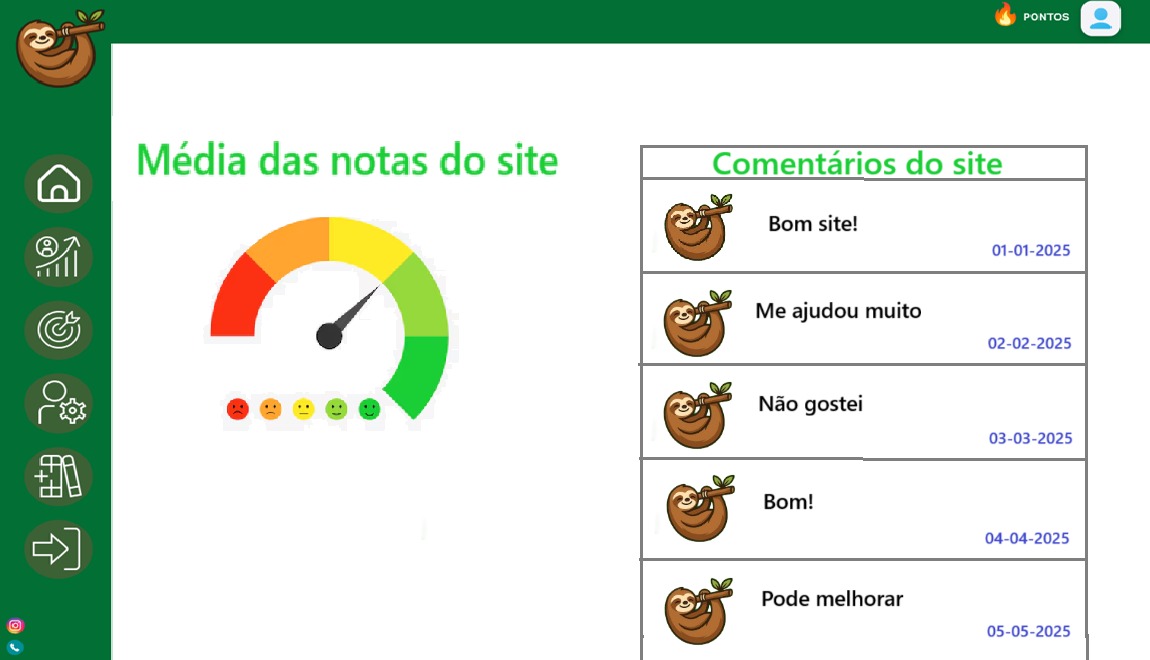 PONTOS
Média das notas do site
Comentários do site
Bom site!
01-01-2025
Me ajudou muito
02-02-2025
Não gostei
03-03-2025
Bom!
04-04-2025
Pode melhorar
05-05-2025